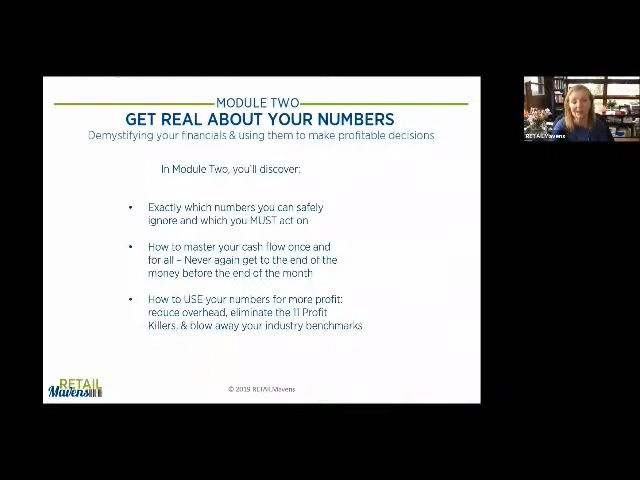 MODULE TWO
GET REAL ABOUT YOUR NUMBERS
Demystifying your financials & using them to make profitable decisions
In Module Two, you'll discover:
• Exactly which numbers you can safely
ignore and which you MUST act on
• How to master your cash flow once and
for all – Never again get to the end of the
money before the end of the month
• How to USE your numbers for more profit:
reduce overhead, eliminate the 11 Profit
Killers, & blow away your industry benchmarks
RETAIL
Mavens
© 2019 RETAILMavens
RETAILMavens